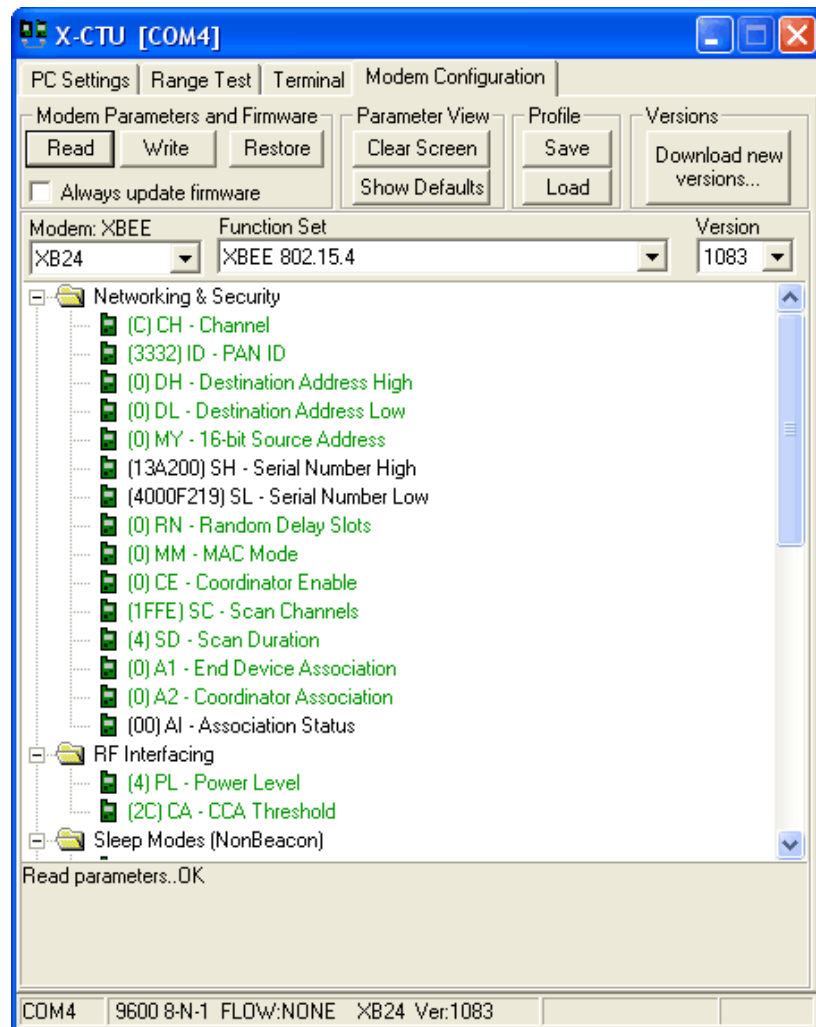 X-CTU [COM4]
PC Settings Range Test Terminal Modem Configuration
Modem Parameters and Firmware Parameter View Profile Versions
Read Write Restore Clear Screen Save Download new versions...
Always update firmware Show Defaults Load
Modem: XBEE Function Set Version
XB24 XBEE 802.15.4 1083
Networking & Security
(C) CH - Channel
(3332) ID - PAN ID
(0) DH - Destination Address High
(0) DL - Destination Address Low
(0) MY - 16-bit Source Address
(13A200) SH - Serial Number High
(4000F219) SL - Serial Number Low
(0) RN - Random Delay Slots
(0) MM - MAC Mode
(0) CE - Coordinator Enable
(1FFE) SC - Scan Channels
(4) SD - Scan Duration
(0) A1 - End Device Association
(0) A2 - Coordinator Association
(00) AI - Association Status
RF Interfacing
(4) PL - Power Level
(2C) CA - CCA Threshold
Sleep Modes (NonBeacon)
Read parameters..OK
COM4 9600 8-N-1 FLOW:NONE XB24 Ver:1083